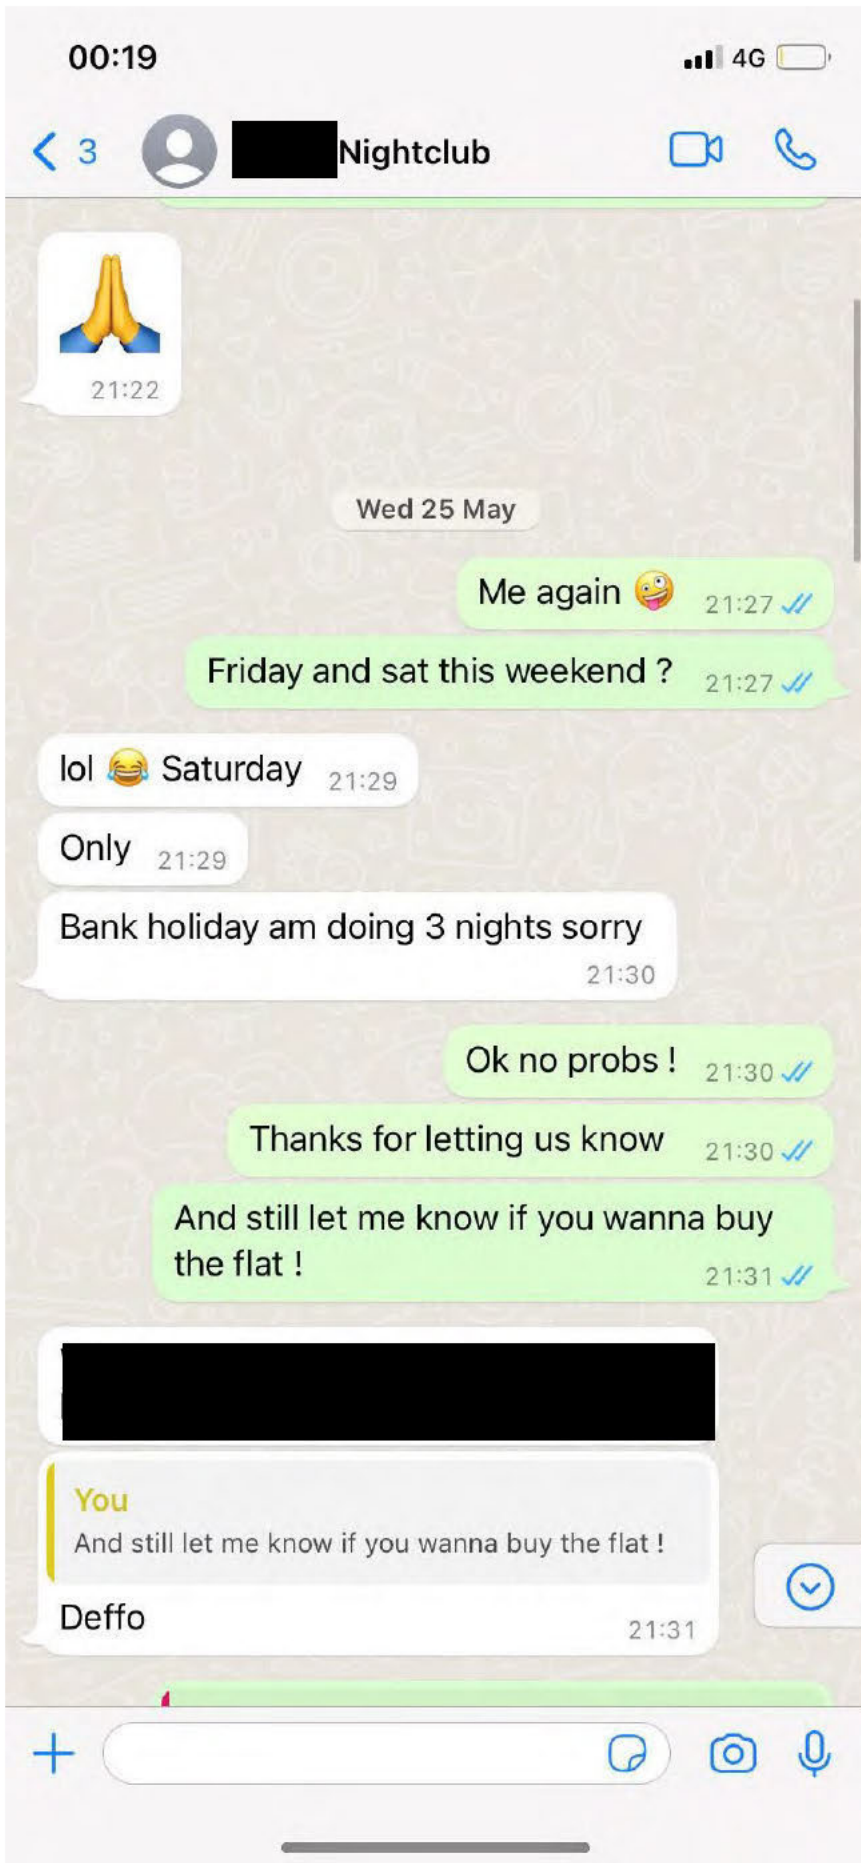 00:19
4G
3
Nightclub
🙏
21:22
Wed 25 May
Me again 🤪 21:27
Friday and sat this weekend ? 21:27
lol 😂 Saturday 21:29
Only 21:29
Bank holiday am doing 3 nights sorry
21:30
Ok no probs ! 21:30
Thanks for letting us know 21:30
And still let me know if you wanna buy
the flat ! 21:31
You
And still let me know if you wanna buy the flat !
Deffo 21:31